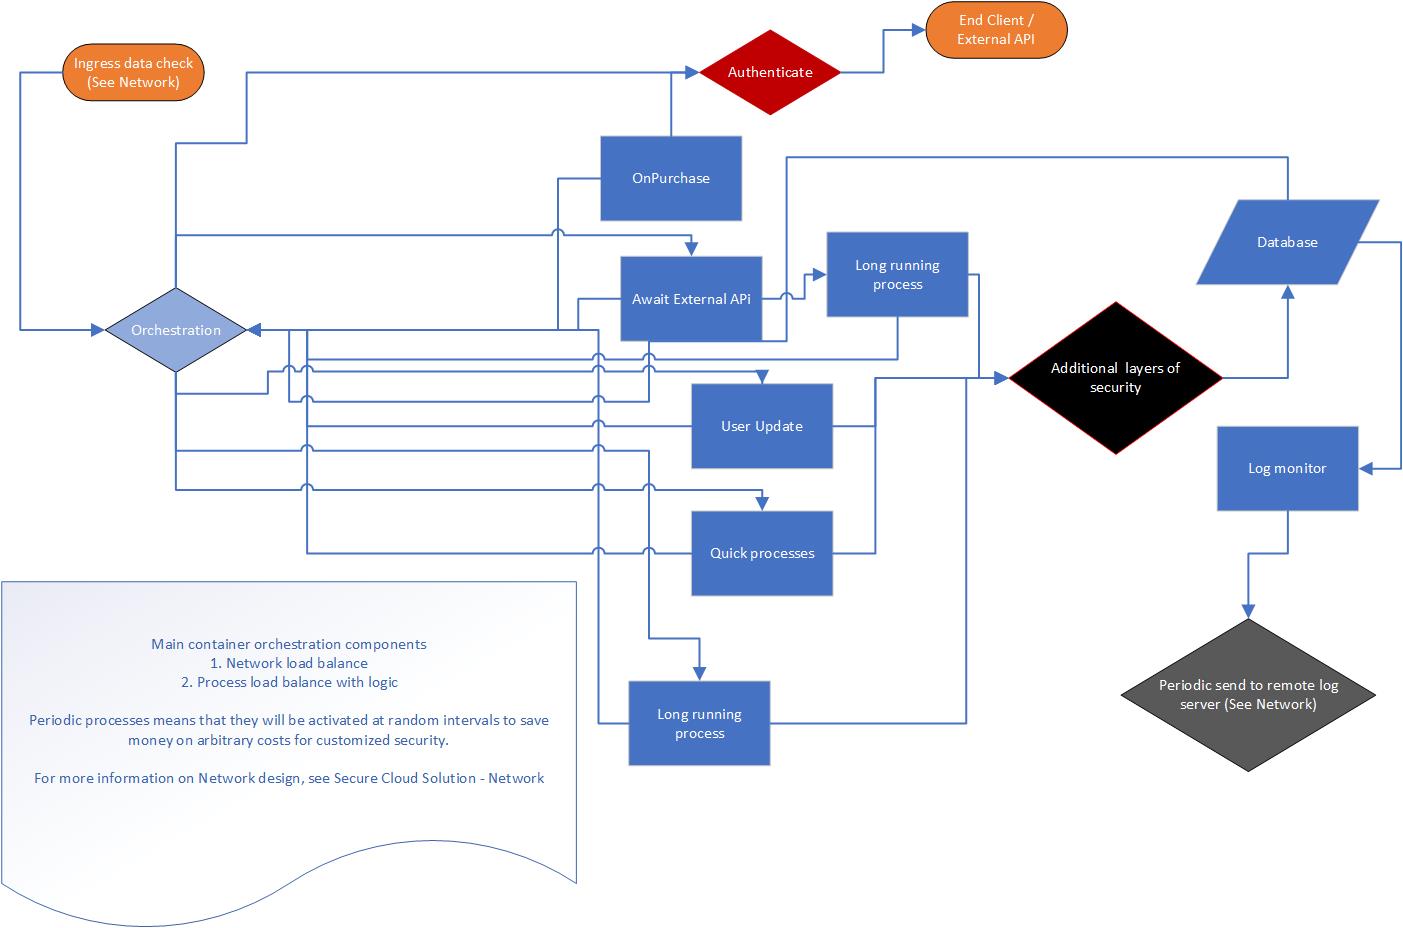 End Client /
External API
Ingress data check
(See Network)
Authenticate
OnPurchase
Database
Long running
process
Await External APi
Orchestration
Additional  layers of
security
User Update
Log monitor
Quick processes
Main container orchestration components
1. Network load balance
2. Process load balance with logic
Periodic processes means that they will be activated at random intervals to save
money on arbitrary costs for customized security.
For more information on Network design, see Secure Cloud Solution - Network
Long running
process
Periodic send to remote log
server (See Network)